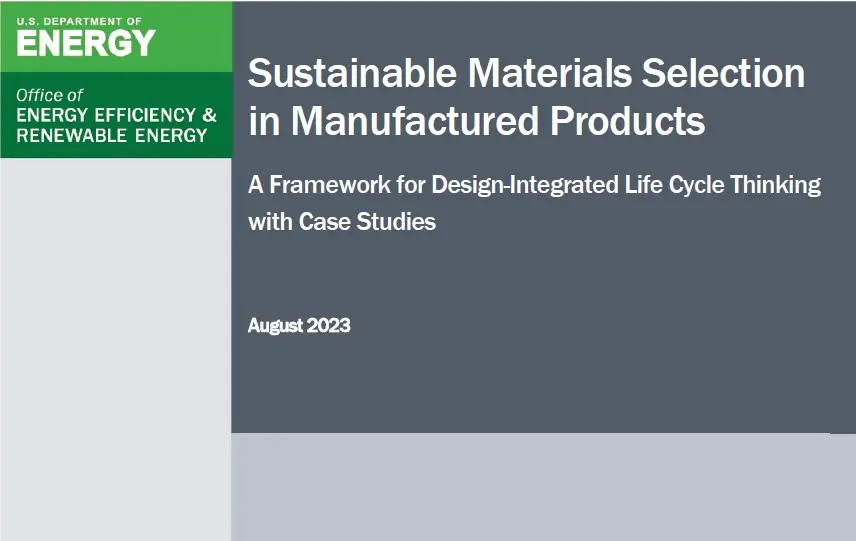 U.S. DEPARTMENT OF
ENERGY
Office of
ENERGY EFFICIENCY &
RENEWABLE ENERGY
Sustainable Materials Selection
in Manufactured Products
A Framework for Design-Integrated Life Cycle Thinking
with Case Studies
August 2023